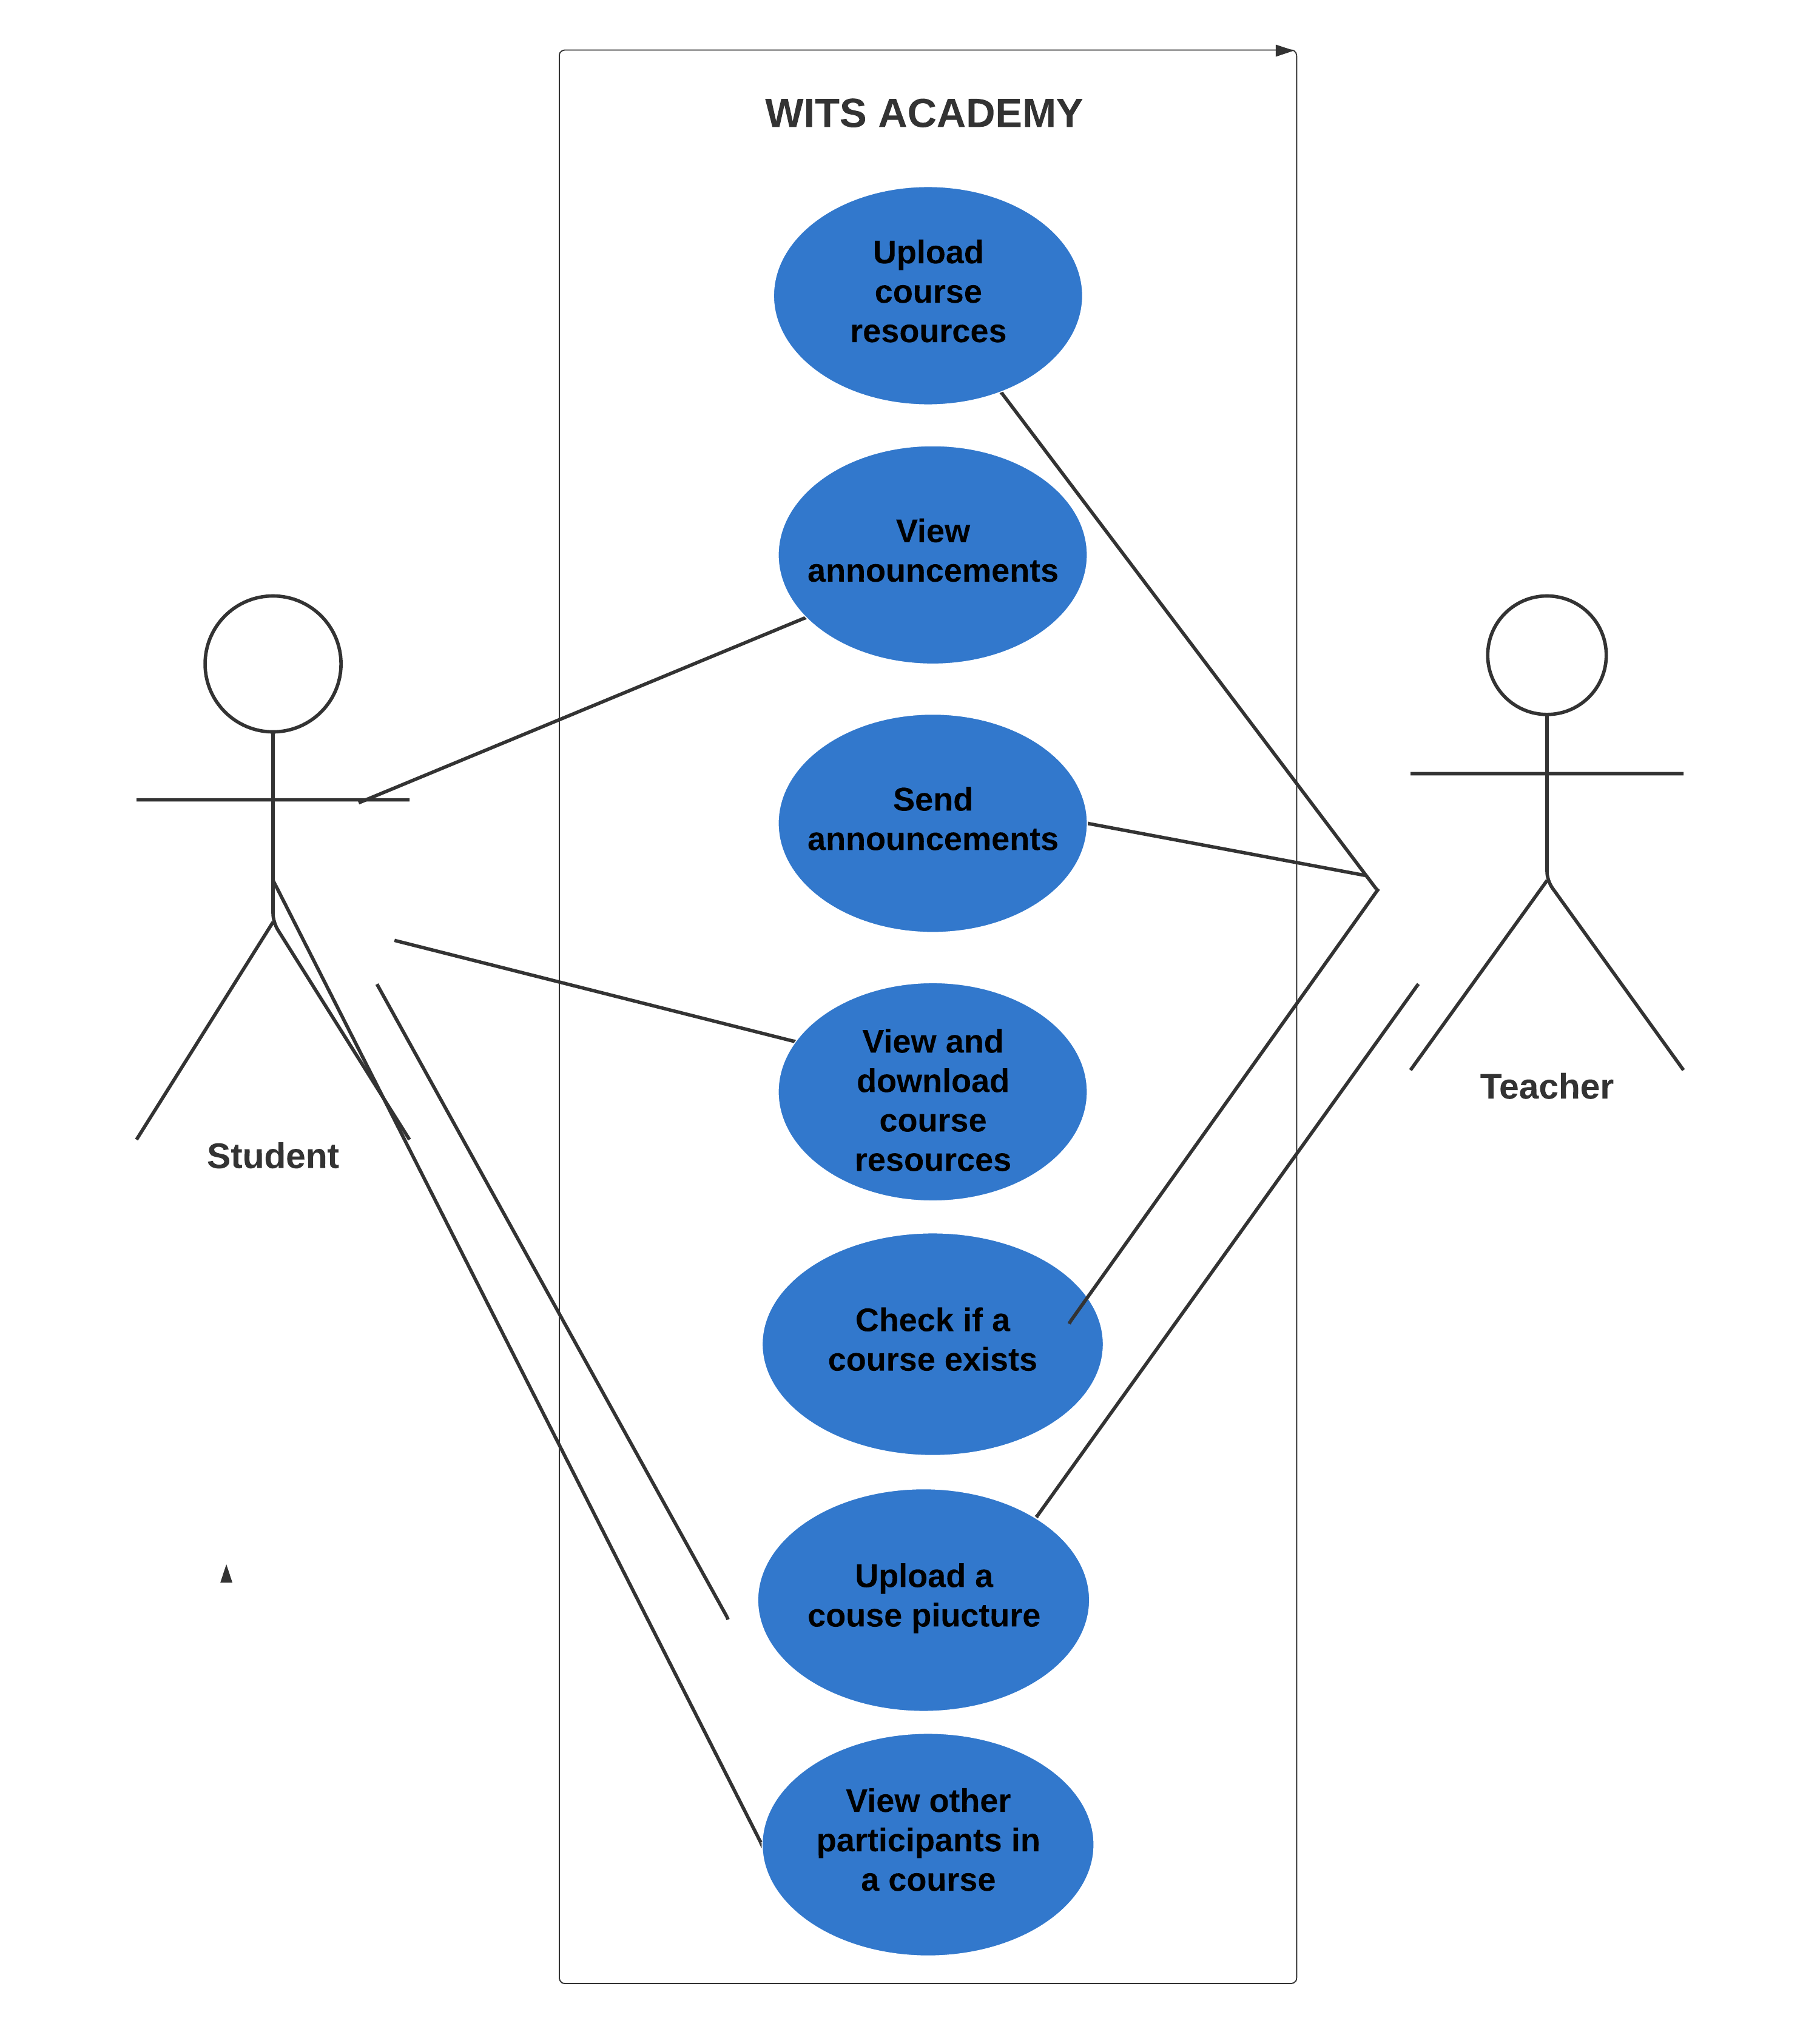 WITS ACADEMY
Upload
course
resources
View
announcements
Send
announcements
View and
download
course
resources
Student
Teacher
Check if a
course exists
Upload a
couse piucture
View other
participants in
a course